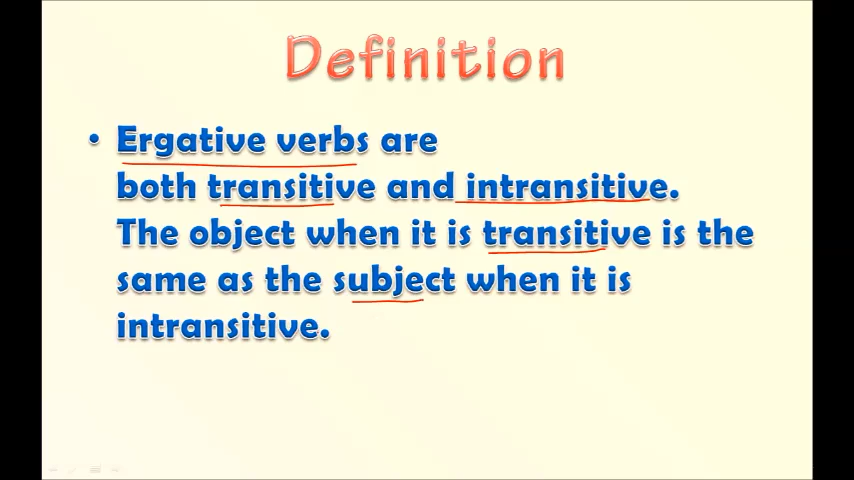 Definition
• Ergative verbs are
both transitive and intransitive.
The object when it is transitive is the
same as the subject when it is
intransitive.